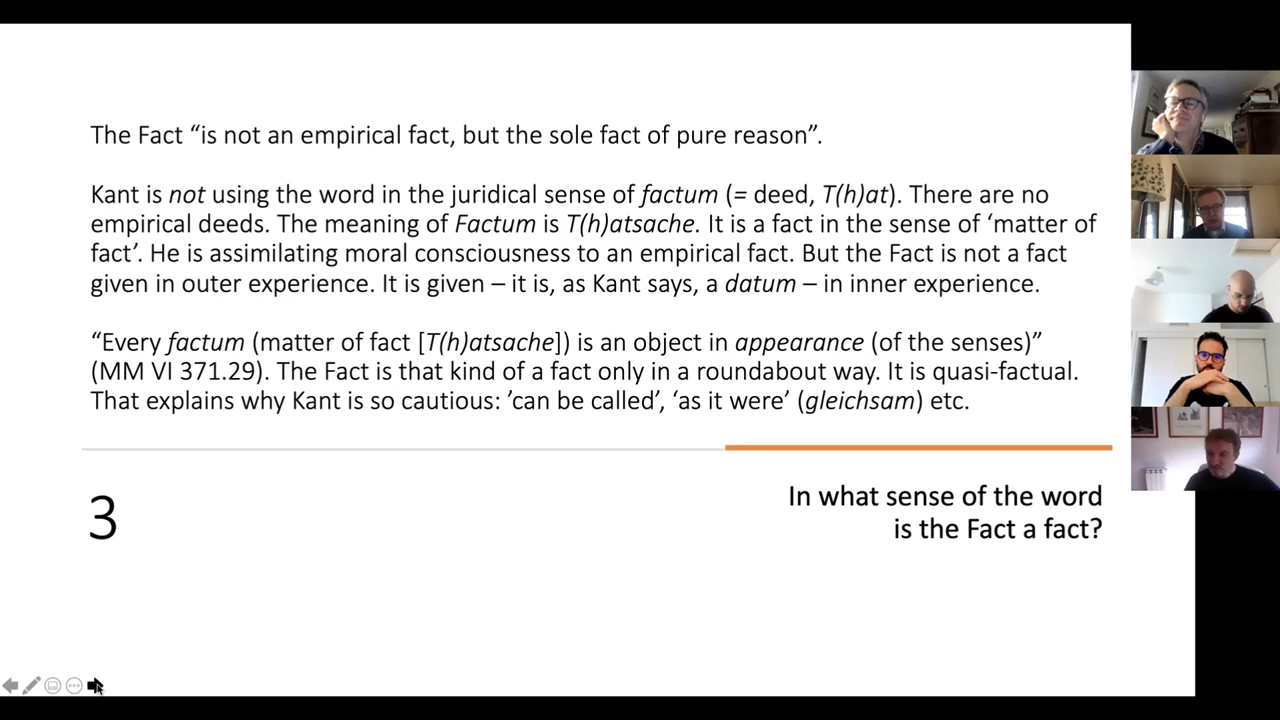 The Fact “is not an empirical fact, but the sole fact of pure reason”.
Kant is not using the word in the juridical sense of factum (= deed, T(h)at). There are no
empirical deeds. The meaning of Factum is T(h)atsache. It is a fact in the sense of ‘matter of
fact’. He is assimilating moral consciousness to an empirical fact. But the Fact is not a fact
given in outer experience. It is given – it is, as Kant says, a datum – in inner experience.
“Every factum (matter of fact [T(h)atsache]) is an object in appearance (of the senses)”
(MM VI 371.29). The Fact is that kind of a fact only in a roundabout way. It is quasi-factual.
That explains why Kant is so cautious: ’can be called’, ‘as it were’ (gleichsam) etc.
3
In what sense of the word
is the Fact a fact?